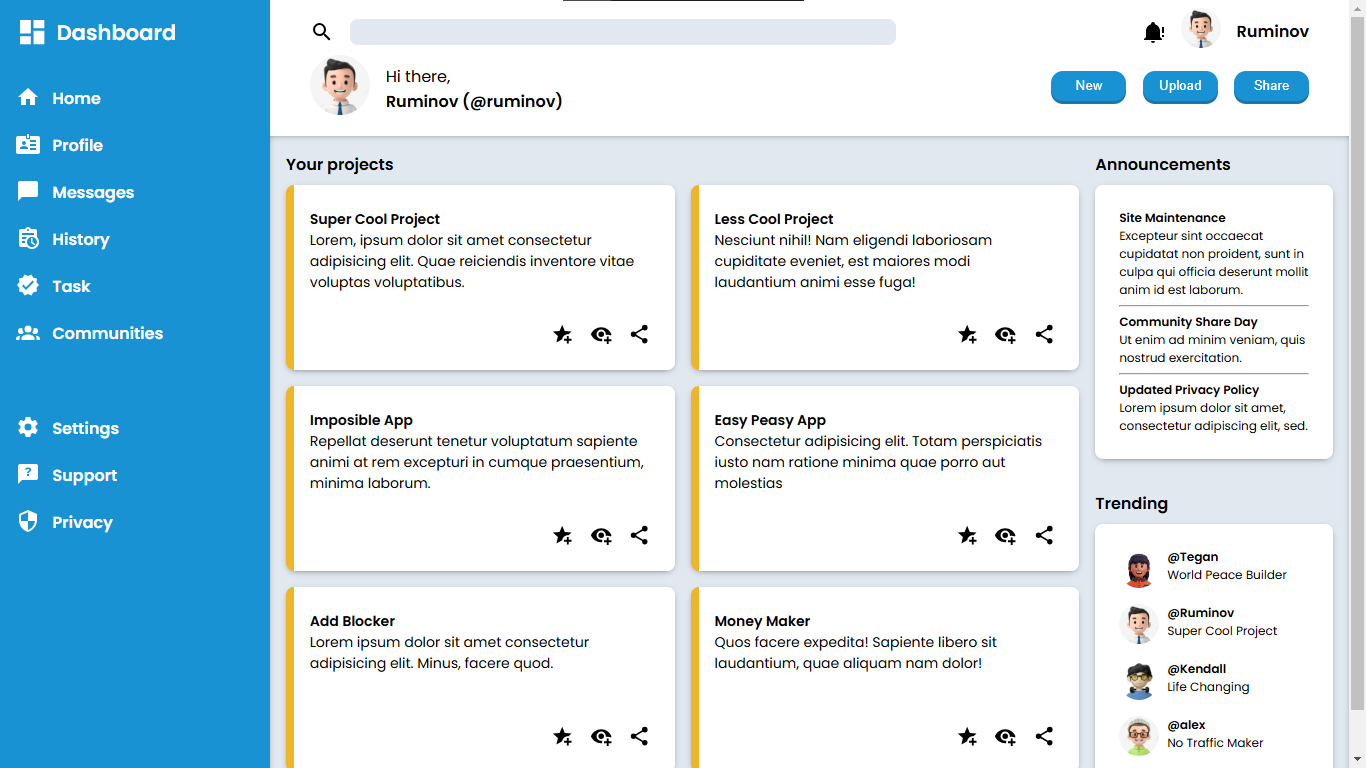 Dashboard
Home
Profile
Messages
History
Task
Communities
Settings
Support
Privacy
Ruminov
Hi there,
Ruminov (@ruminov)
New
Upload
Share
Your projects
Super Cool Project
Lorem, ipsum dolor sit amet consectetur
adipisicing elit. Quae reiciendis inventore vitae
voluptas voluptatibus.
Less Cool Project
Nesciunt nihil! Nam eligendi laboriosam
cupiditate eveniet, est maiores modi
laudantium animi esse fuga!
Imposible App
Repellat deserunt tenetur voluptatum sapiente
animi at rem excepturi in cumque praesentium,
minima laborum.
Easy Peasy App
Consectetur adipisicing elit. Totam perspiciatis
iusto nam ratione minima quae porro aut
molestias
Add Blocker
Lorem ipsum dolor sit amet consectetur
adipisicing elit. Minus, facere quod.
Money Maker
Quos facere expedita! Sapiente libero sit
laudantium, quae aliquam nam dolor!
Announcements
Site Maintenance
Excepteur sint occaecat
cupidatat non proident, sunt in
culpa qui officia deserunt mollit
anim id est laborum.
Community Share Day
Ut enim ad minim veniam, quis
nostrud exercitation.
Updated Privacy Policy
Lorem ipsum dolor sit amet,
consectetur adipiscing elit, sed.
Trending
@Tegan
World Peace Builder
@Ruminov
Super Cool Project
@Kendall
Life Changing
@alex
No Traffic Maker